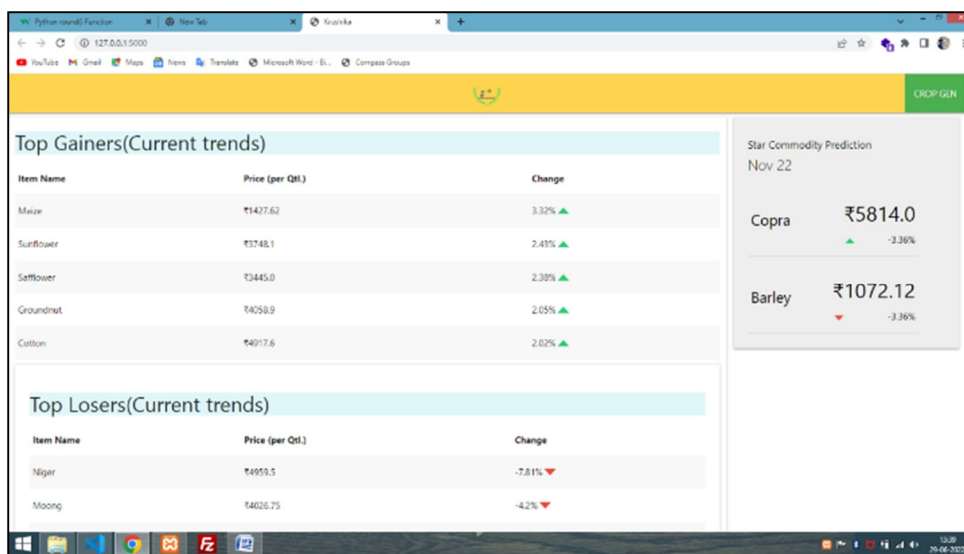 Python round() Function
New Tab
Krushika
127.0.0.1:5000
YouTube Gmail Maps News Translate Microsoft Word - Bi... Compass Groups
CROP GEN
Top Gainers(Current trends)
Item Name Price (per Qtl.) Change
Maize ₹1427.62 3.32%
Sunflower ₹3748.1 2.43%
Safflower ₹3445.0 2.38%
Groundnut ₹4058.9 2.05%
Cotton ₹4917.6 2.02%
Top Losers(Current trends)
Item Name Price (per Qtl.) Change
Niger ₹4959.5 -7.81%
Moong ₹4026.75 -4.2%
Star Commodity Prediction
Nov 22
Copra ₹5814.0
-3.36%
Barley ₹1072.12
-3.36%
13:39